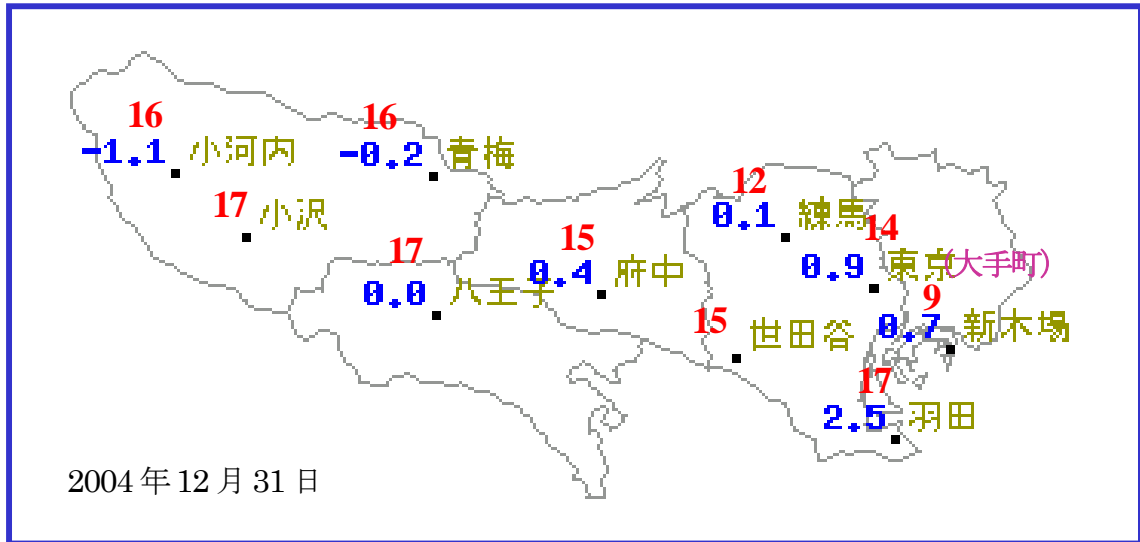 16
-1.1 小河内
16
-0.2 青梅
17 小沢
17
0.0 八王子
15
0.4 府中
12
0.1 練馬
14
0.9 東京(大手町)
9
0.7 新木場
15 世田谷
17
2.5 羽田
2004年12月31日